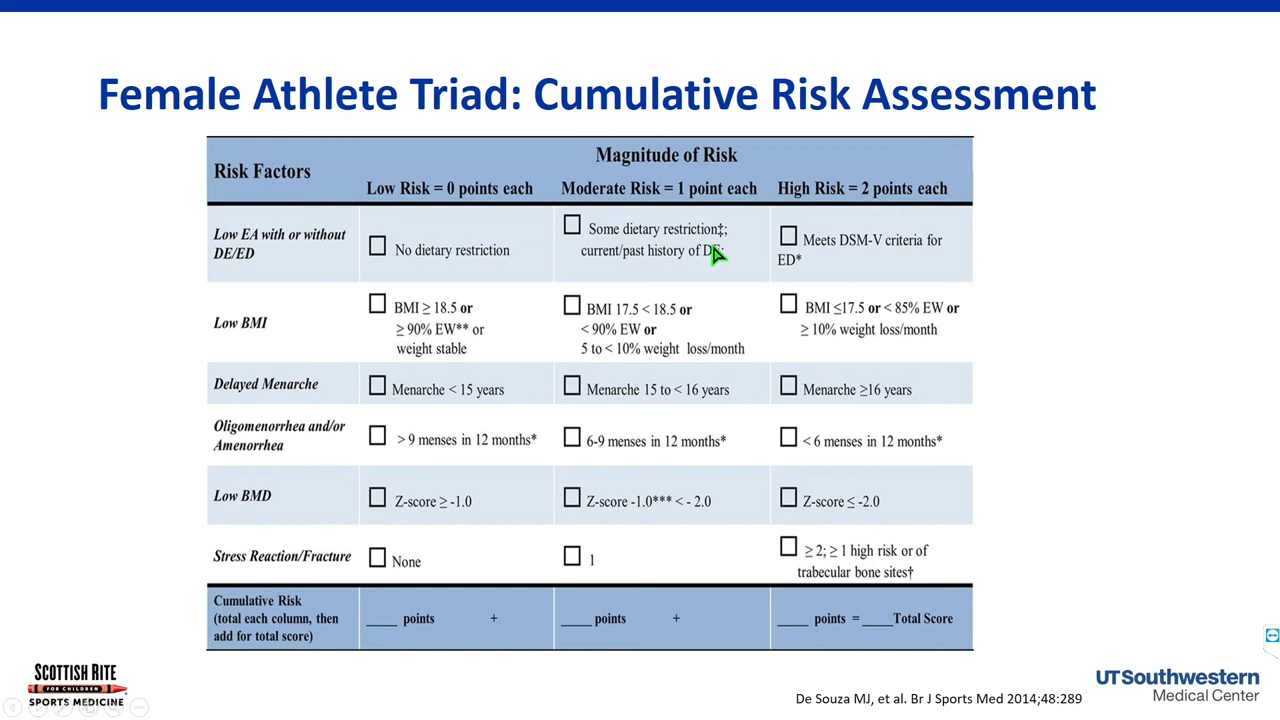 Female Athlete Triad: Cumulative Risk Assessment
Risk Factors
Magnitude of Risk
Low Risk = 0 points each
Moderate Risk = 1 point each
High Risk = 2 points each
Low EA with or without
DE/ED
No dietary restriction
Some dietary restriction‡;
current/past history of DE;
Meets DSM-V criteria for
ED*
Low BMI
BMI ≥ 18.5 or
≥ 90% EW** or
weight stable
BMI 17.5 < 18.5 or
< 90% EW or
5 to < 10% weight loss/month
BMI ≤17.5 or < 85% EW or
≥ 10% weight loss/month
Delayed Menarche
Menarche < 15 years
Menarche 15 to < 16 years
Menarche ≥16 years
Oligomenorrhea and/or
Amenorrhea
> 9 menses in 12 months*
6-9 menses in 12 months*
< 6 menses in 12 months*
Low BMD
Z-score ≥ -1.0
Z-score -1.0*** < - 2.0
Z-score ≤ -2.0
Stress Reaction/Fracture
None
1
≥ 2; ≥ 1 high risk or of
trabecular bone sites†
Cumulative Risk
(total each column, then
add for total score)
____ points +
____ points +
____ points = ____Total Score
SCOTTISH RITE
FOR CHILDREN
SPORTS MEDICINE
De Souza MJ, et al. Br J Sports Med 2014;48:289
UTSouthwestern
Medical Center